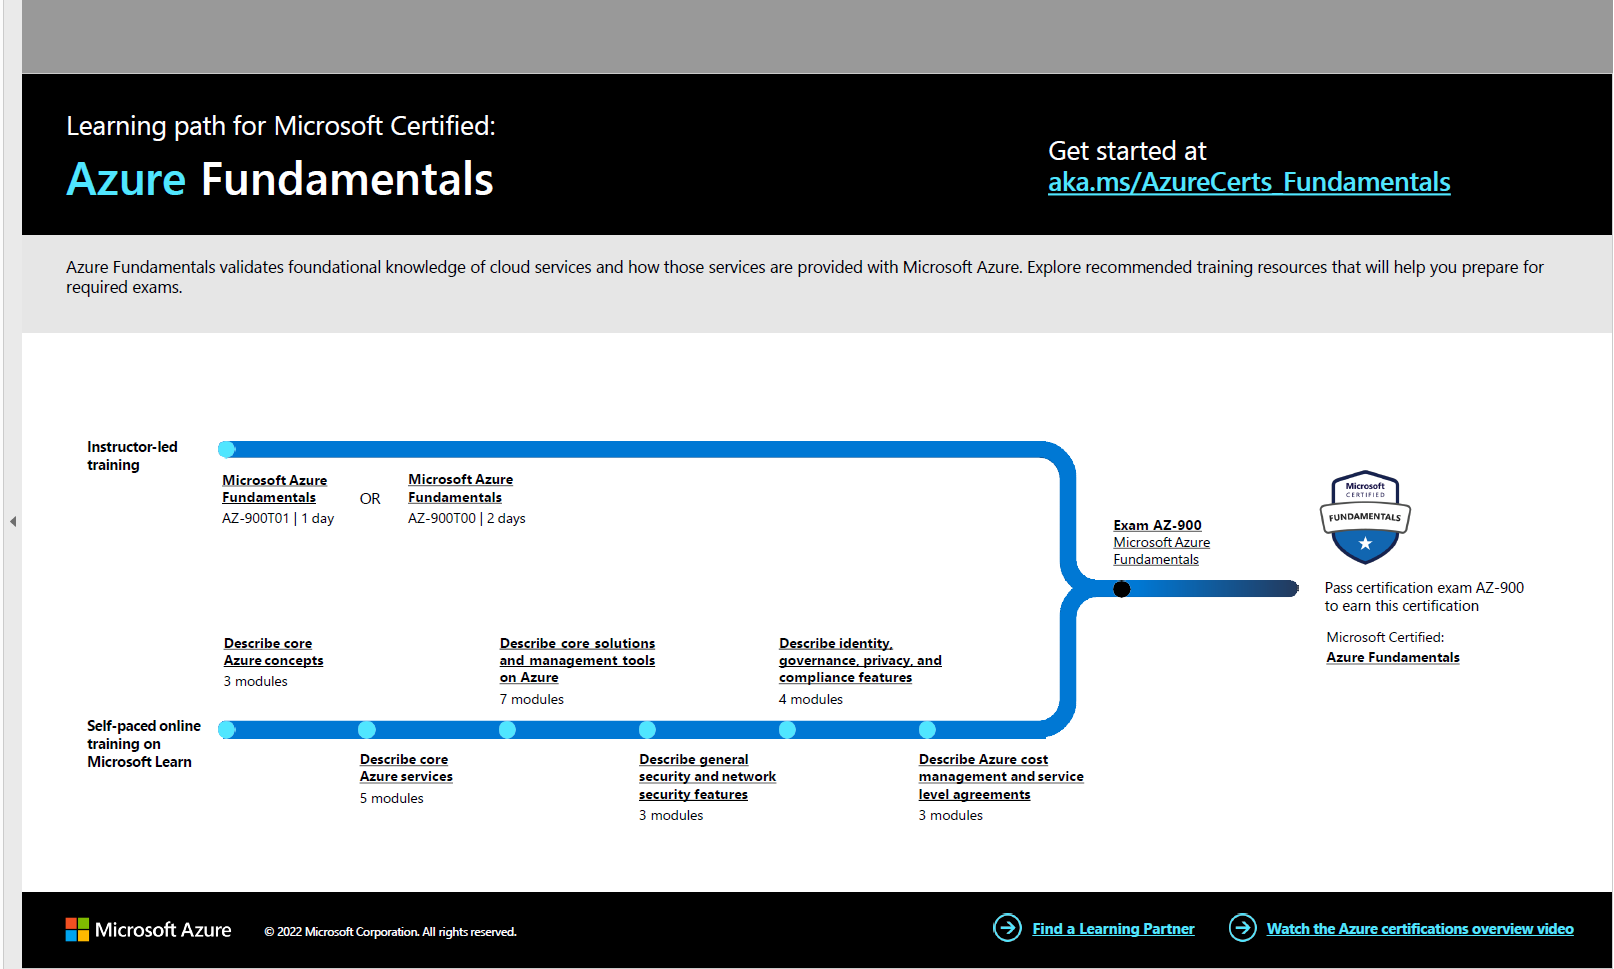 Learning path for Microsoft Certified:
Azure Fundamentals
Get started at
aka.ms/AzureCerts_Fundamentals
Azure Fundamentals validates foundational knowledge of cloud services and how those services are provided with Microsoft Azure. Explore recommended training resources that will help you prepare for
required exams.
Instructor-led
training
Microsoft Azure
Fundamentals
AZ-900T01 | 1 day
OR
Microsoft Azure
Fundamentals
AZ-900T00 | 2 days
Exam AZ-900
Microsoft Azure
Fundamentals
Microsoft
CERTIFIED
FUNDAMENTALS
Pass certification exam AZ-900
to earn this certification
Microsoft Certified:
Azure Fundamentals
Describe core
Azure concepts
3 modules
Describe core solutions
and management tools
on Azure
7 modules
Describe identity,
governance, privacy, and
compliance features
4 modules
Self-paced online
training on
Microsoft Learn
Describe core
Azure services
5 modules
Describe general
security and network
security features
3 modules
Describe Azure cost
management and service
level agreements
3 modules
Microsoft Azure
© 2022 Microsoft Corporation. All rights reserved.
Find a Learning Partner
Watch the Azure certifications overview video